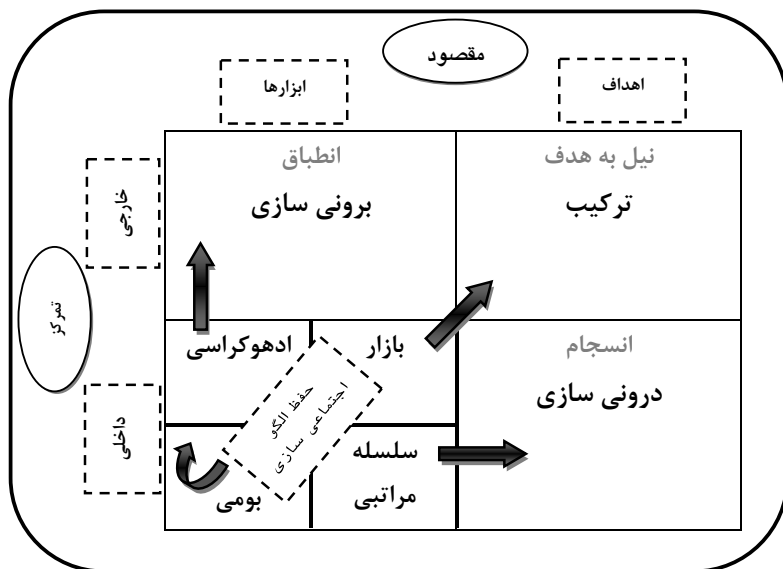 مقصود
اهداف
ابزارها
نیل به هدف
ترکیب
انطباق
برونی سازی
خارجی
تمرکز
داخلی
انسجام
درونی سازی
بازار
ادهوکراسی
حفظ الگو
اجتماعی سازی
سلسله
مراتبی
بومی